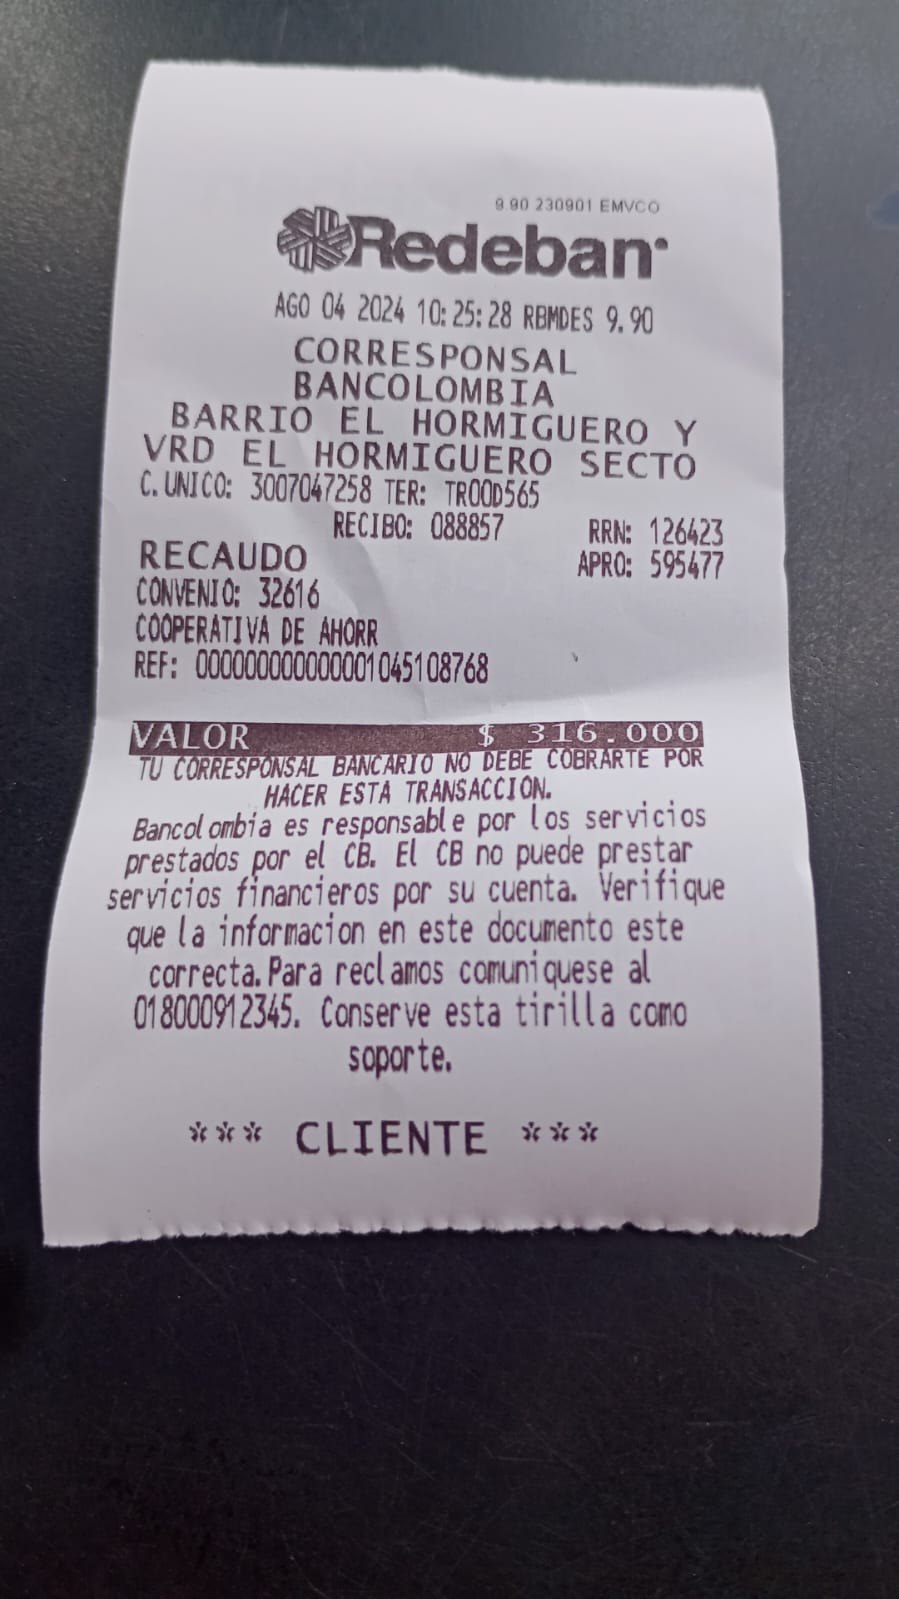 9.90 230901 EMVCO
Redeban
AGO 04 2024 10:25:28 RBMDES 9.90
CORRESPONSAL
BANCOLOMBIA
BARRIO EL HORMIGUERO Y
VRD EL HORMIGUERO SECTO
C. UNICO: 3007047258 TER: TR00D565
RECIBO: 088857 RRN: 126423
RECAUDO APRO: 595477
CONVENIO: 32616
COOPERATIVA DE AHORR
REF: 00000000000001045108768
VALOR $ 316.000
TU CORRESPONSAL BANCARIO NO DEBE COBRARTE POR
HACER ESTA TRANSACCION.
Bancolombia es responsable por los servicios
prestados por el CB. El CB no puede prestar
servicios financieros por su cuenta. Verifique
que la informacion en este documento este
correcta. Para reclamos comuniquese al
018000912345. Conserve esta tirilla como
soporte.
*** CLIENTE ***